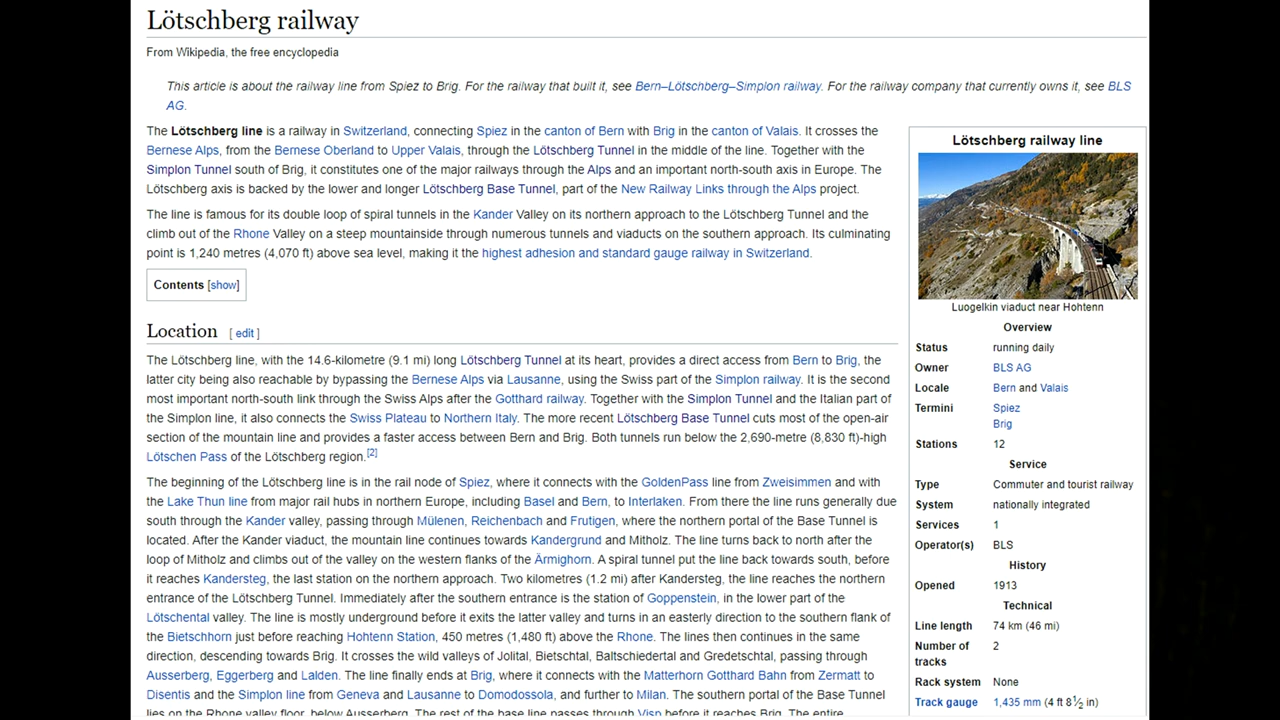 Lötschberg railway
From Wikipedia, the free encyclopedia
This article is about the railway line from Spiez to Brig. For the railway that built it, see Bern–Lötschberg–Simplon railway. For the railway company that currently owns it, see BLS
AG.
The Lötschberg line is a railway in Switzerland, connecting Spiez in the canton of Bern with Brig in the canton of Valais. It crosses the
Bernese Alps, from the Bernese Oberland to Upper Valais, through the Lötschberg Tunnel in the middle of the line. Together with the
Simplon Tunnel south of Brig, it constitutes one of the major railways through the Alps and an important north-south axis in Europe. The
Lötschberg axis is backed by the lower and longer Lötschberg Base Tunnel, part of the New Railway Links through the Alps project.
The line is famous for its double loop of spiral tunnels in the Kander Valley on its northern approach to the Lötschberg Tunnel and the
climb out of the Rhone Valley on a steep mountainside through numerous tunnels and viaducts on the southern approach. Its culminating
point is 1,240 metres (4,070 ft) above sea level, making it the highest adhesion and standard gauge railway in Switzerland.
Contents [show]
Location [ edit ]
The Lötschberg line, with the 14.6-kilometre (9.1 mi) long Lötschberg Tunnel at its heart, provides a direct access from Bern to Brig, the
latter city being also reachable by bypassing the Bernese Alps via Lausanne, using the Swiss part of the Simplon railway. It is the second
most important north-south link through the Swiss Alps after the Gotthard railway. Together with the Simplon Tunnel and the Italian part of
the Simplon line, it also connects the Swiss Plateau to Northern Italy. The more recent Lötschberg Base Tunnel cuts most of the open-air
section of the mountain line and provides a faster access between Bern and Brig. Both tunnels run below the 2,690-metre (8,830 ft)-high
Lötschen Pass of the Lötschberg region.[2]
The beginning of the Lötschberg line is in the rail node of Spiez, where it connects with the GoldenPass line from Zweisimmen and with
the Lake Thun line from major rail hubs in northern Europe, including Basel and Bern, to Interlaken. From there the line runs generally due
south through the Kander valley, passing through Mülenen, Reichenbach and Frutigen, where the northern portal of the Base Tunnel is
located. After the Kander viaduct, the mountain line continues towards Kandergrund and Mitholz. The line turns back to north after the
loop of Mitholz and climbs out of the valley on the western flanks of the Ärmighorn. A spiral tunnel put the line back towards south, before
it reaches Kandersteg, the last station on the northern approach. Two kilometres (1.2 mi) after Kandersteg, the line reaches the northern
entrance of the Lötschberg Tunnel. Immediately after the southern entrance is the station of Goppenstein, in the lower part of the
Lötschental valley. The line is mostly underground before it exits the latter valley and turns in an easterly direction to the southern flank of
the Bietschhorn just before reaching Hohtenn Station, 450 metres (1,480 ft) above the Rhone. The lines then continues in the same
direction, descending towards Brig. It crosses the wild valleys of Jolital, Bietschtal, Baltschiedertal and Gredetschtal, passing through
Ausserberg, Eggerberg and Lalden. The line finally ends at Brig, where it connects with the Matterhorn Gotthard Bahn from Zermatt to
Disentis and the Simplon line from Geneva and Lausanne to Domodossola, and further to Milan. The southern portal of the Base Tunnel
lies on the Rhone valley floor, below Ausserberg. The rest of the base line passes through Visp before it reaches Brig. The entire
Lötschberg railway line
Luogelkin viaduct near Hohtenn
Overview
Status running daily
Owner BLS AG
Locale Bern and Valais
Termini Spiez
Brig
Stations 12
Service
Type Commuter and tourist railway
System nationally integrated
Services 1
Operator(s) BLS
History
Opened 1913
Technical
Line length 74 km (46 mi)
Number of 2
tracks
Rack system None
Track gauge 1,435 mm (4 ft 8 1⁄2 in)